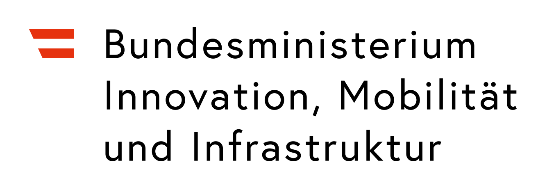 Bundesministerium
Innovation, Mobilität
und Infrastruktur